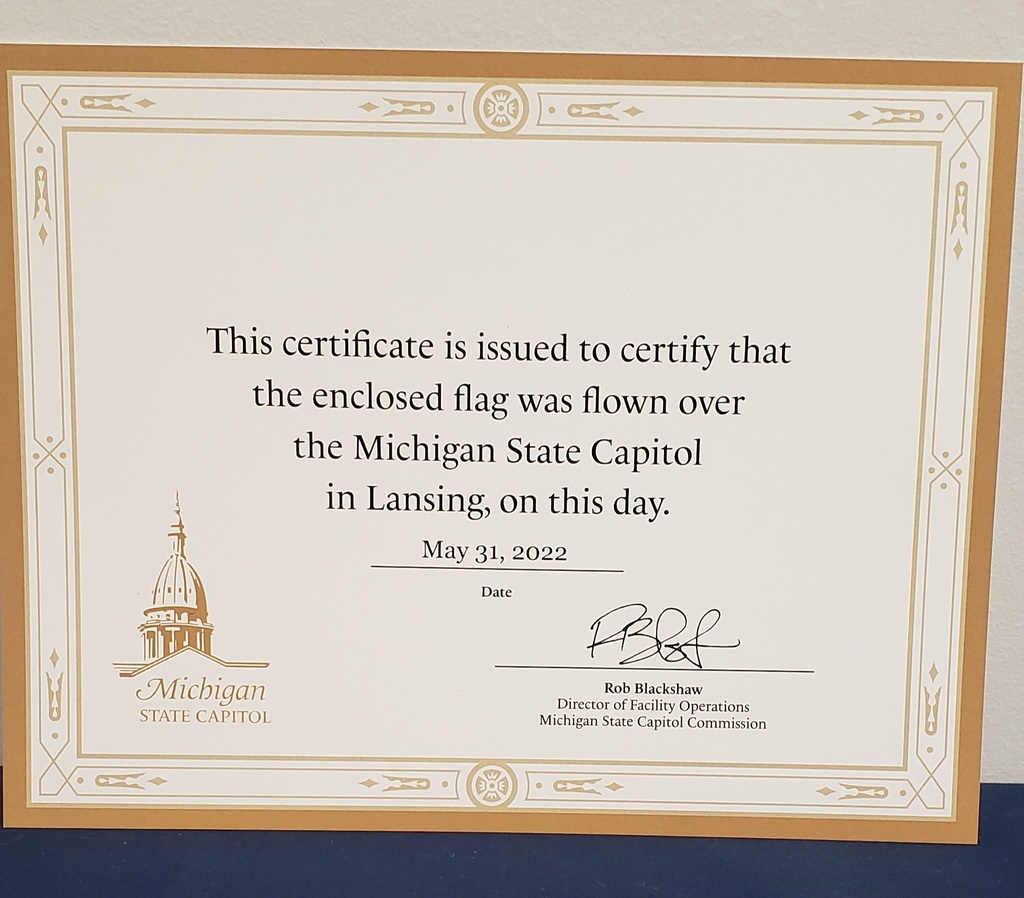 This certificate is issued to certify that
the enclosed flag was flown over
the Michigan State Capitol
in Lansing, on this day.
May 31, 2022
Date
Rob Blackshaw
Director of Facility Operations
Michigan State Capitol Commission
Michigan
STATE CAPITOL